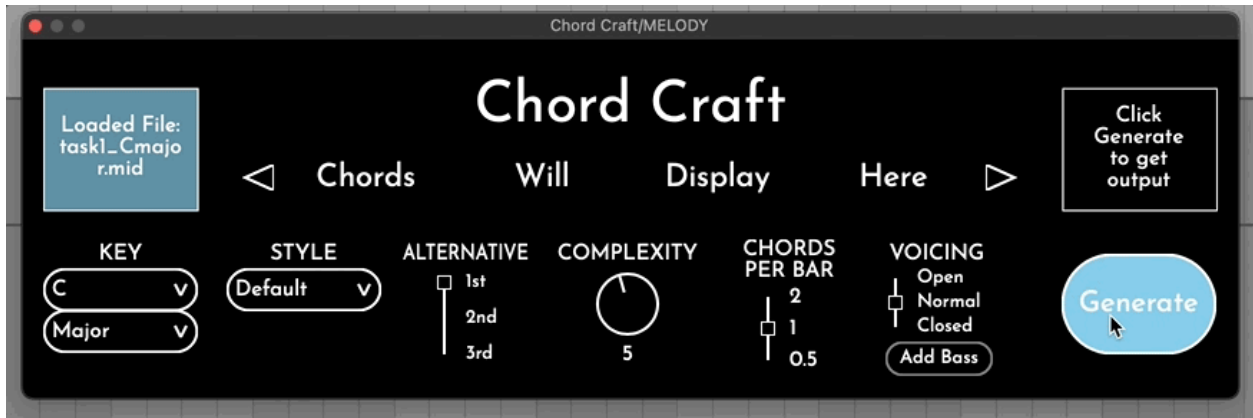 Chord Craft/MELODY
Chord Craft
Loaded File:
task1_Cmajo
r.mid
Chords Will Display Here
Click
Generate
to get
output
KEY
C
Major
STYLE
Default
ALTERNATIVE
1st
2nd
3rd
COMPLEXITY
5
CHORDS
PER BAR
2
1
0.5
VOICING
Open
Normal
Closed
Add Bass
Generate